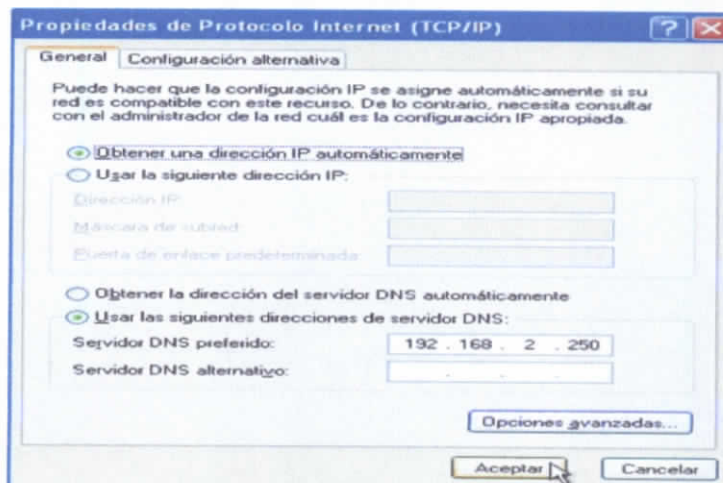 Propiedades de Protocolo Internet (TCP/IP)
General
Configuración alternativa
Puede hacer que la configuración IP se asigne automáticamente si su
red es compatible con este recurso. De lo contrario, necesita consultar
con el administrador de la red cuál es la configuración IP apropiada.
Obtener una dirección IP automáticamente
Usar la siguiente dirección IP:
Dirección IP:
Máscara de subred:
Puerta de enlace predeterminada:
Obtener la dirección del servidor DNS automáticamente
Usar las siguientes direcciones de servidor DNS:
Servidor DNS preferido: 192 . 168 . 2 . 250
Servidor DNS alternativo: . . .
Opciones avanzadas...
Aceptar
Cancelar